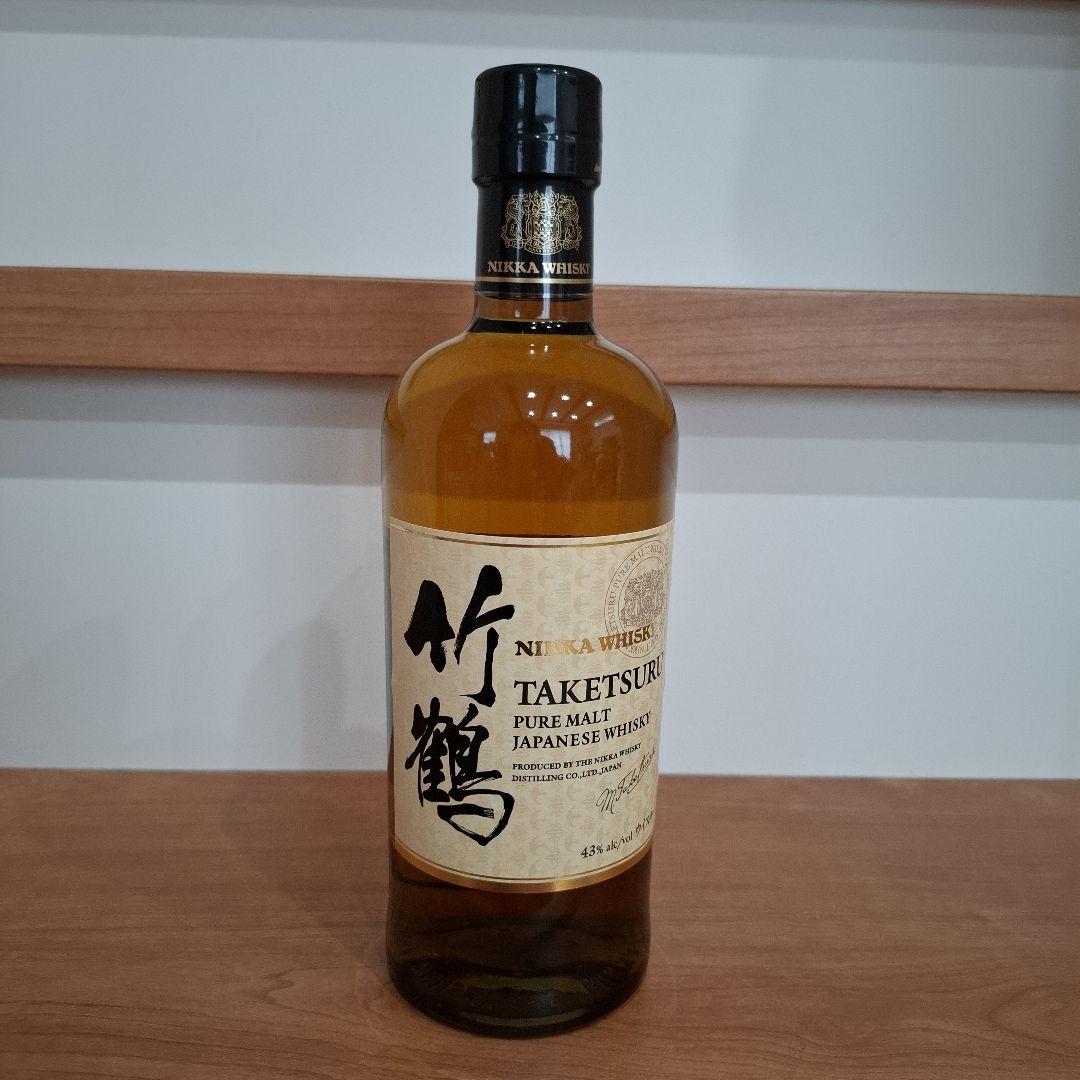 NIKKA WHISKY
竹鶴
NIKKA WHISKY
TAKETSURU
PURE MALT
JAPANESE WHISKY
PRODUCED BY THE NIKKA WHISKY
DISTILLING CO.,LTD.,JAPAN
43% alc/vol